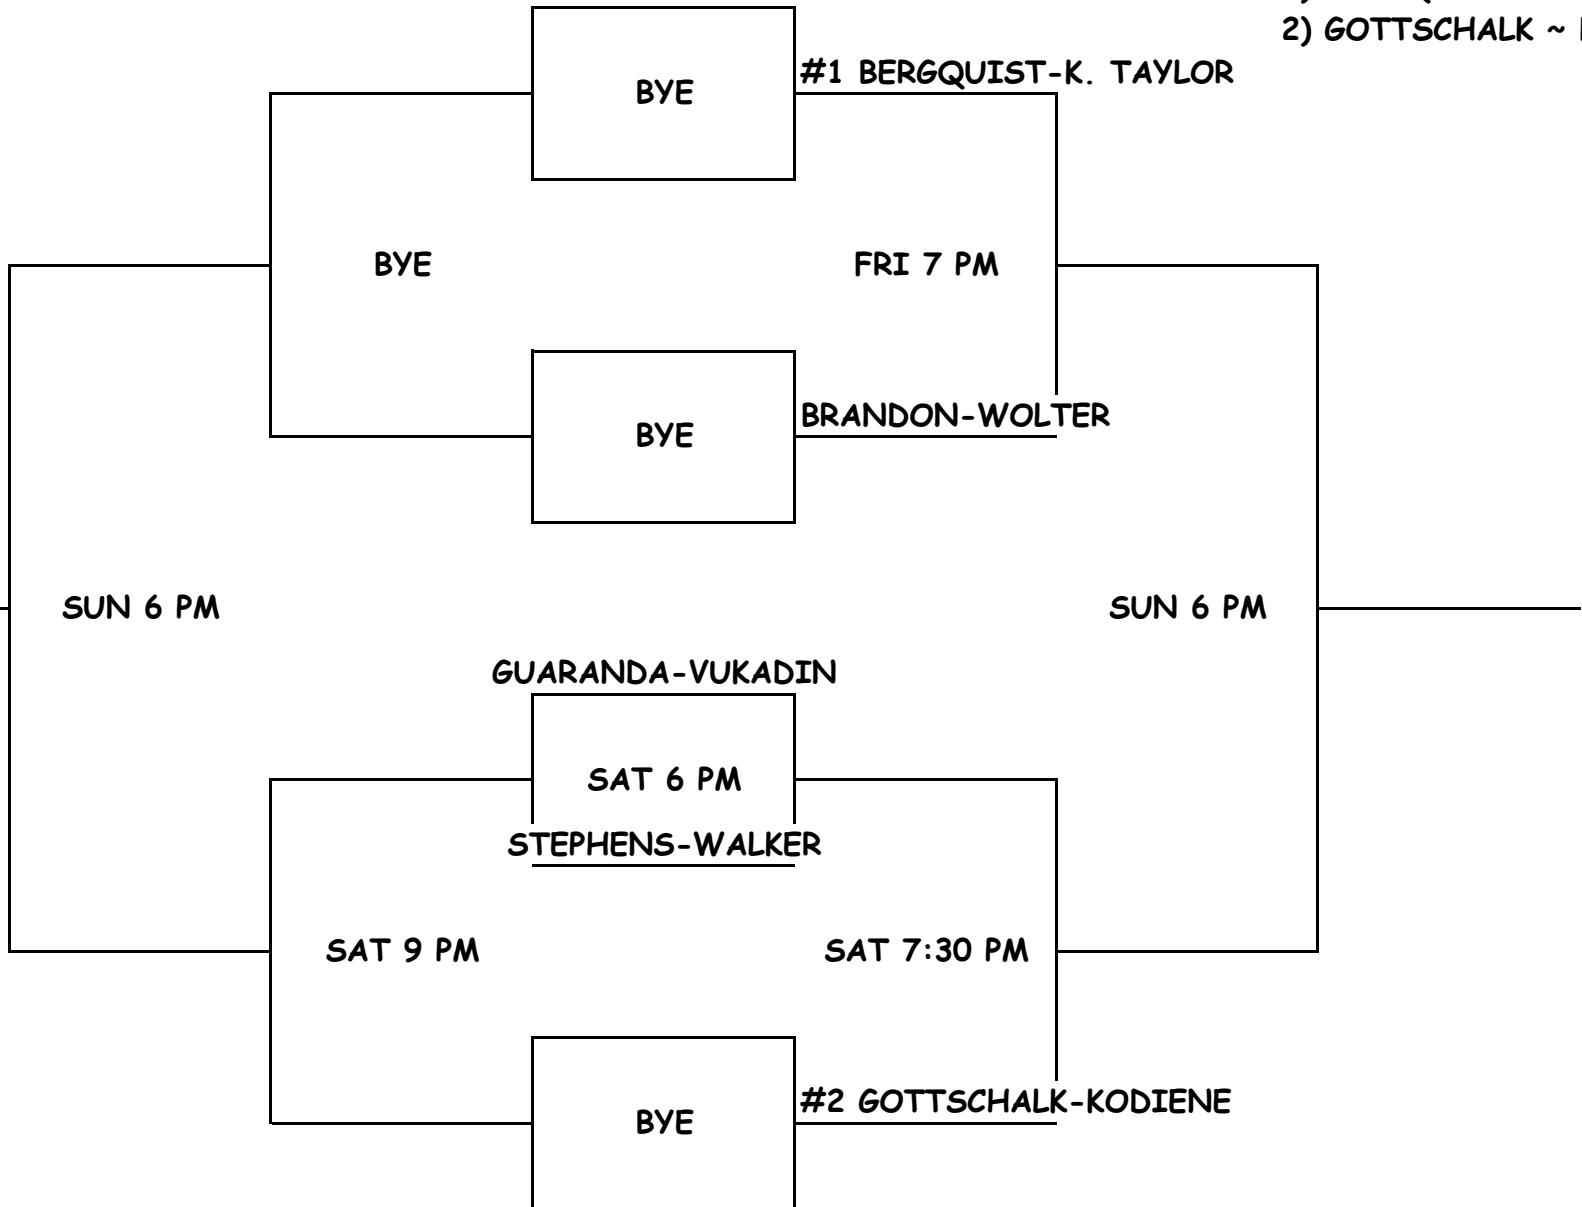 2) GOTTSCHALK ~
#1 BERGQUIST-K. TAYLOR
BYE
BYE
FRI 7 PM
BRANDON-WOLTER
BYE
SUN 6 PM
SUN 6 PM
GUARANDA-VUKADIN
SAT 6 PM
STEPHENS-WALKER
SAT 9 PM
SAT 7:30 PM
#2 GOTTSCHALK-KODIENE
BYE